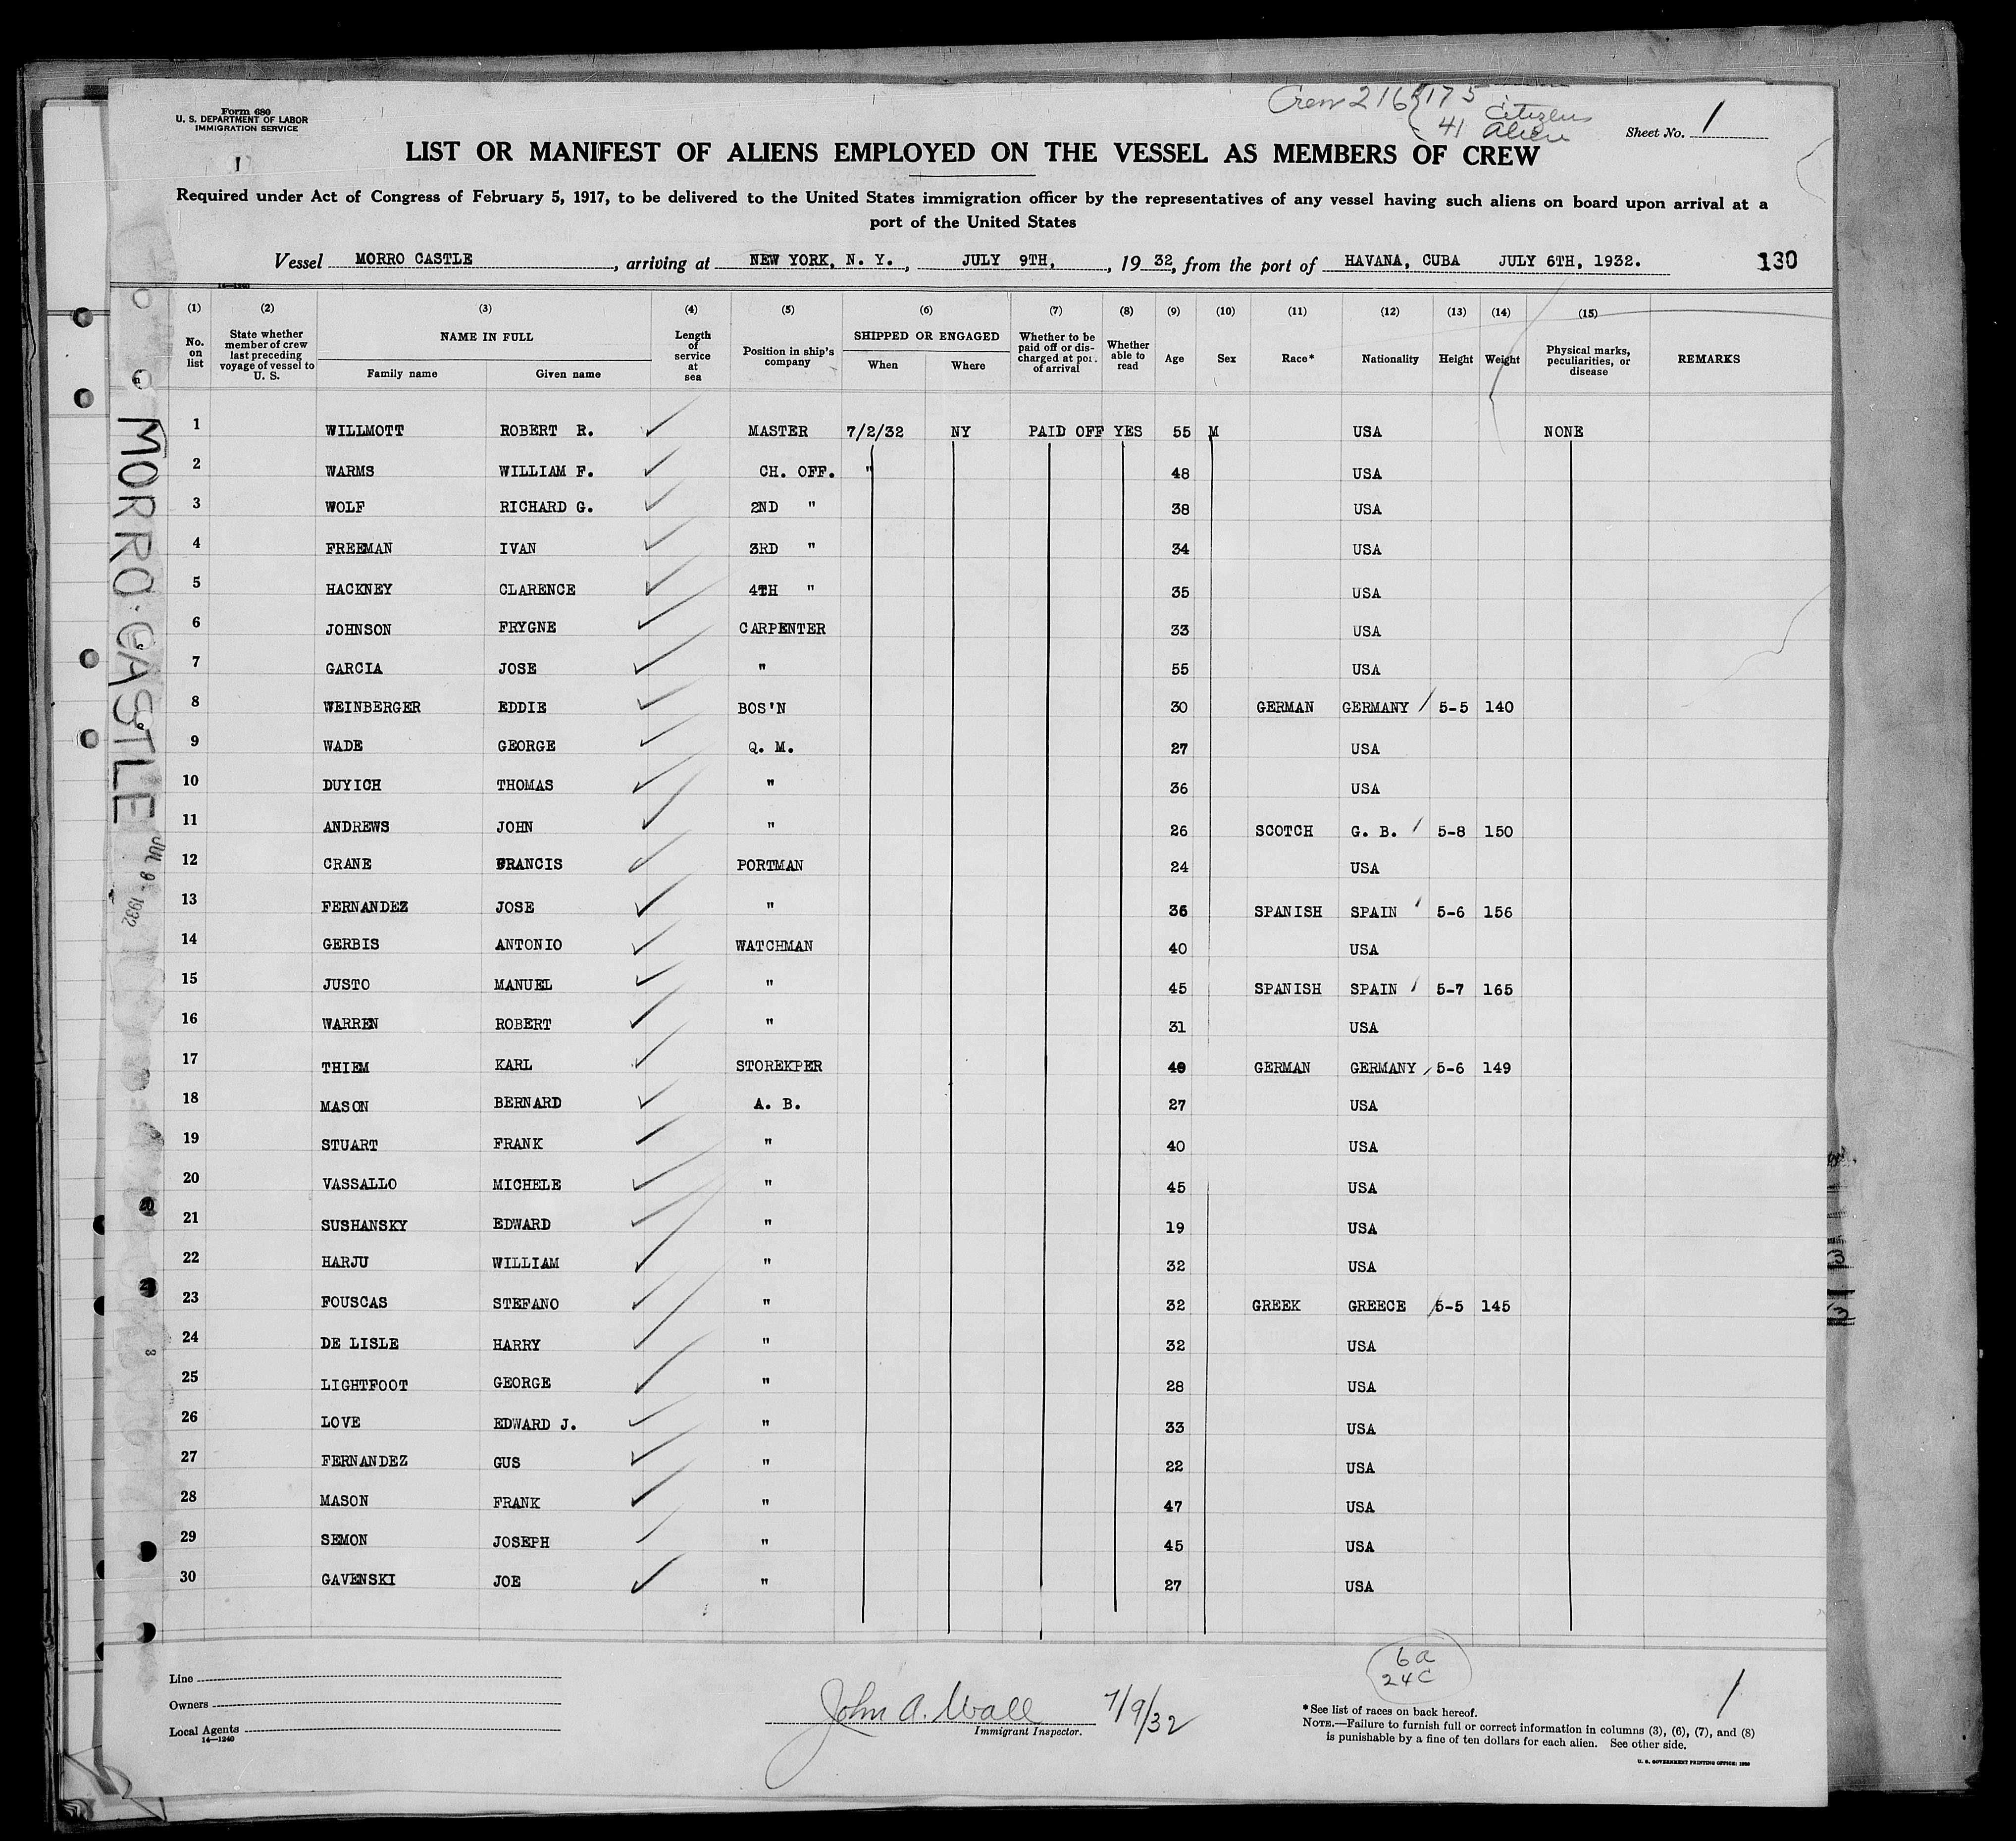 Form 680
U. S. DEPARTMENT OF LABOR
IMMIGRATION SERVICE
1
Crew 216 { 175 Citizens
41 Alien
Sheet No. 1
LIST OR MANIFEST OF ALIENS EMPLOYED ON THE VESSEL AS MEMBERS OF CREW
Required under Act of Congress of February 5, 1917, to be delivered to the United States immigration officer by the representatives of any vessel having such aliens on board upon arrival at a
port of the United States
Vessel MORRO CASTLE, arriving at NEW YORK, N. Y., JULY 9TH, , 19 32, from the port of HAVANA, CUBA JULY 6TH, 1932. 130
14—1240
(1) No. on list
(2) State whether member of crew last preceding voyage of vessel to U. S.
(3) NAME IN FULL Family name Given name
(4) Length of service at sea
(5) Position in ship's company
(6) SHIPPED OR ENGAGED When Where
(7) Whether to be paid off or discharged at port of arrival
(8) Whether able to read
(9) Age
(10) Sex
(11) Race*
(12) Nationality
(13) Height
(14) Weight
(15) Physical marks, peculiarities, or disease
REMARKS
1 WILLMOTT ROBERT R. MASTER 7/2/32 NY PAID OFF YES 55 M USA NONE
2 WARMS WILLIAM F. CH. OFF. " 48 USA
3 WOLF RICHARD G. 2ND " 38 USA
4 FREEMAN IVAN 3RD " 34 USA
5 HACKNEY CLARENCE 4TH " 35 USA
6 JOHNSON FRYGNE CARPENTER 33 USA
7 GARCIA JOSE " 55 USA
8 WEINBERGER EDDIE BOS'N 30 GERMAN GERMANY 5-5 140
9 WADE GEORGE Q. M. 27 USA
10 DUYICH THOMAS " 36 USA
11 ANDREWS JOHN " 26 SCOTCH G. B. 5-8 150
12 CRANE FRANCIS PORTMAN 24 USA
13 FERNANDEZ JOSE " 36 SPANISH SPAIN 5-6 156
14 GERBIS ANTONIO WATCHMAN 40 USA
15 JUSTO MANUEL " 45 SPANISH SPAIN 5-7 165
16 WARREN ROBERT " 31 USA
17 THIEM KARL STOREKPER 40 GERMAN GERMANY 5-6 149
18 MASON BERNARD A. B. 27 USA
19 STUART FRANK " 40 USA
20 VASSALLO MICHELE " 45 USA
21 SUSHANSKY EDWARD " 19 USA
22 HARJU WILLIAM " 32 USA
23 FOUSCAS STEFANO " 32 GREEK GREECE 5-5 145
24 DE LISLE HARRY " 32 USA
25 LIGHTFOOT GEORGE " 28 USA
26 LOVE EDWARD J. " 33 USA
27 FERNANDEZ GUS " 22 USA
28 MASON FRANK " 47 USA
29 SEMON JOSEPH " 45 USA
30 GAVENSKI JOE " 27 USA
MORRO CASTLE JUL 9 - 1932
6 a
24 C
1
Line
Owners
Local Agents
14—1240
John A. Wall 7/9/32
Immigrant Inspector.
*See list of races on back hereof.
NOTE.—Failure to furnish full or correct information in columns (3), (6), (7), and (8)
is punishable by a fine of ten dollars for each alien. See other side.
U. S. GOVERNMENT PRINTING OFFICE: 1930